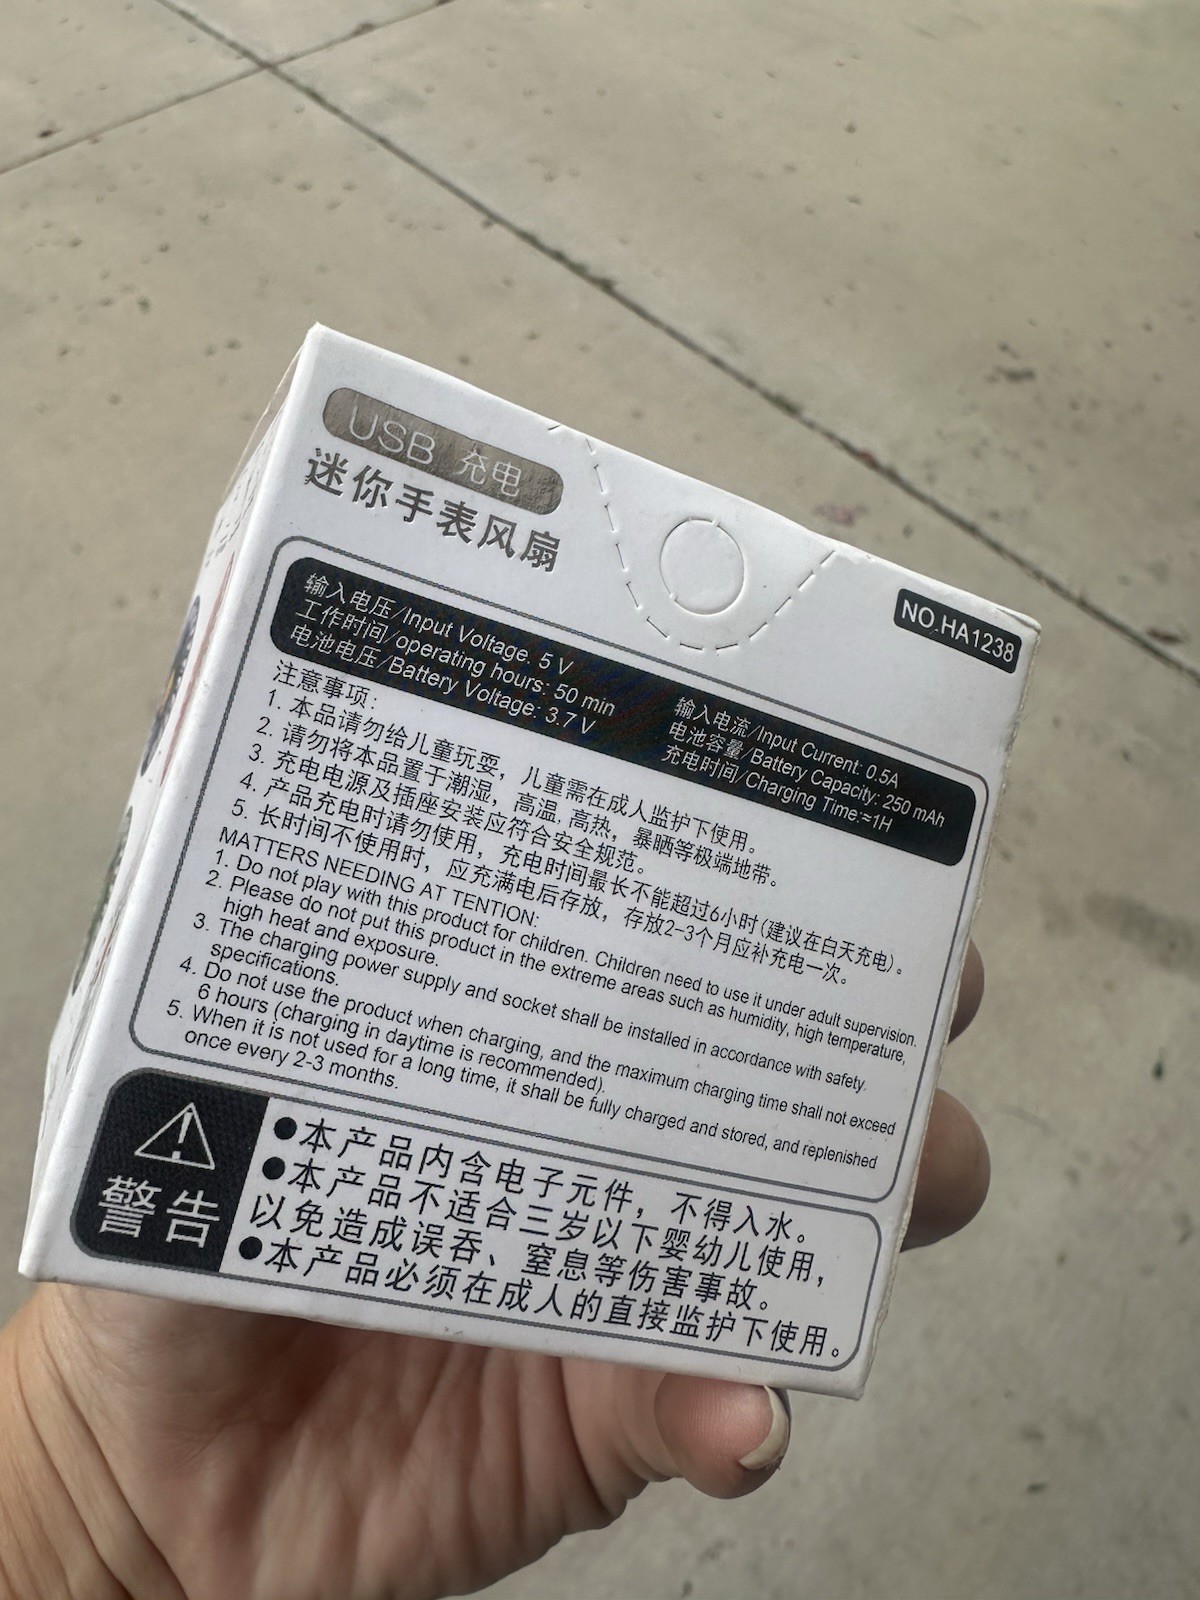 USB 充电
迷你手表风扇
NO.HA1238
输入电压/Input Voltage: 5 V
工作时间/operating hours: 50 min
电池电压/Battery Voltage: 3.7 V
输入电流/Input Current: 0.5A
电池容量/Battery Capacity: 250 mAh
充电时间/Charging Time:≈1H
注意事项:
1. 本品请勿给儿童玩耍，儿童需在成人监护下使用。
2. 请勿将本品置于潮湿，高温,高热，暴晒等极端地带。
3. 充电电源及插座安装应符合安全规范。
4. 产品充电时请勿使用，充电时间最长不能超过6小时(建议在白天充电)。
5. 长时间不使用时，应充满电后存放，存放2-3个月应补充电一次。
MATTERS NEEDING AT TENTION:
1. Do not play with this product for children. Children need to use it under adult supervision.
2. Please do not put this product in the extreme areas such as humidity, high temperature,
high heat and exposure.
3. The charging power supply and socket shall be installed in accordance with safety.
specifications.
4. Do not use the product when charging, and the maximum charging time shall not exceed
6 hours (charging in daytime is recommended).
5. When it is not used for a long time, it shall be fully charged and stored, and replenished
once every 2-3 months.
警告
●本产品内含电子元件，不得入水。
●本产品不适合三岁以下婴幼儿使用，
以免造成误吞、窒息等伤害事故。
●本产品必须在成人的直接监护下使用。